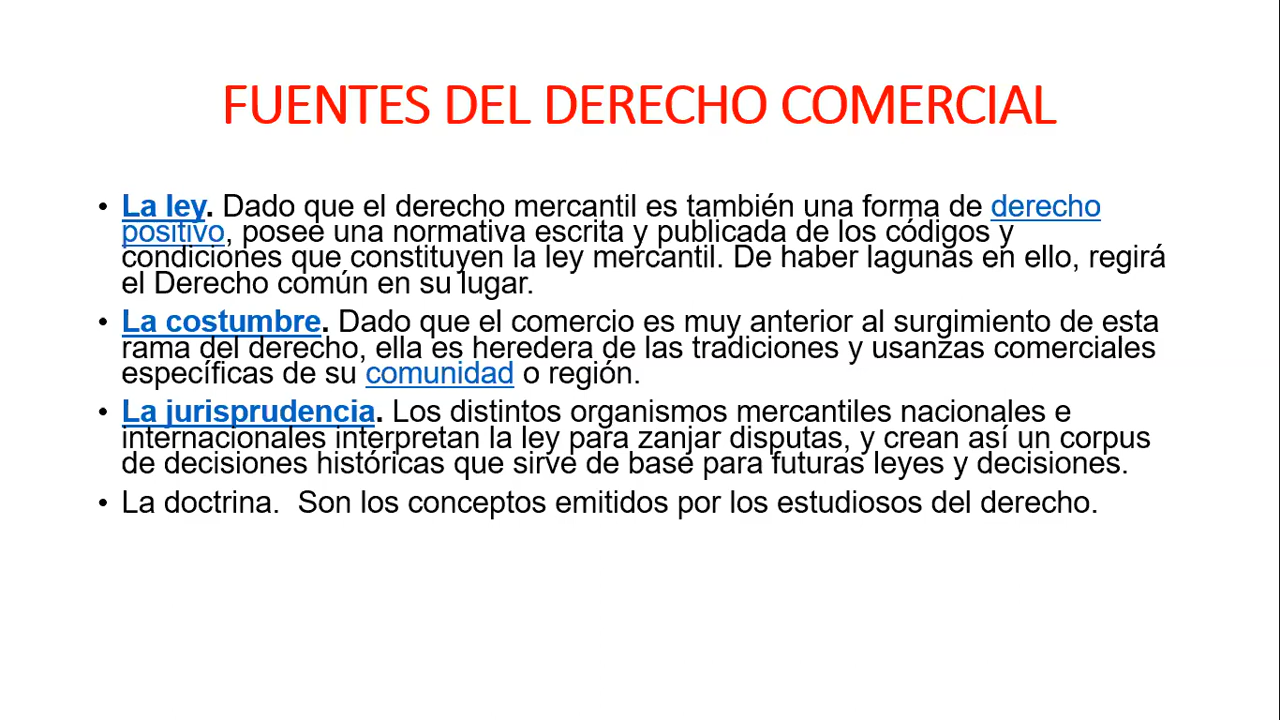 FUENTES DEL DERECHO COMERCIAL
• La ley. Dado que el derecho mercantil es también una forma de derecho
positivo, posee una normativa escrita y publicada de los códigos y
condiciones que constituyen la ley mercantil. De haber lagunas en ello, regirá
el Derecho común en su lugar.
• La costumbre. Dado que el comercio es muy anterior al surgimiento de esta
rama del derecho, ella es heredera de las tradiciones y usanzas comerciales
específicas de su comunidad o región.
• La jurisprudencia. Los distintos organismos mercantiles nacionales e
internacionales interpretan la ley para zanjar disputas, y crean así un corpus
de decisiones históricas que sirve de base para futuras leyes y decisiones.
• La doctrina.  Son los conceptos emitidos por los estudiosos del derecho.